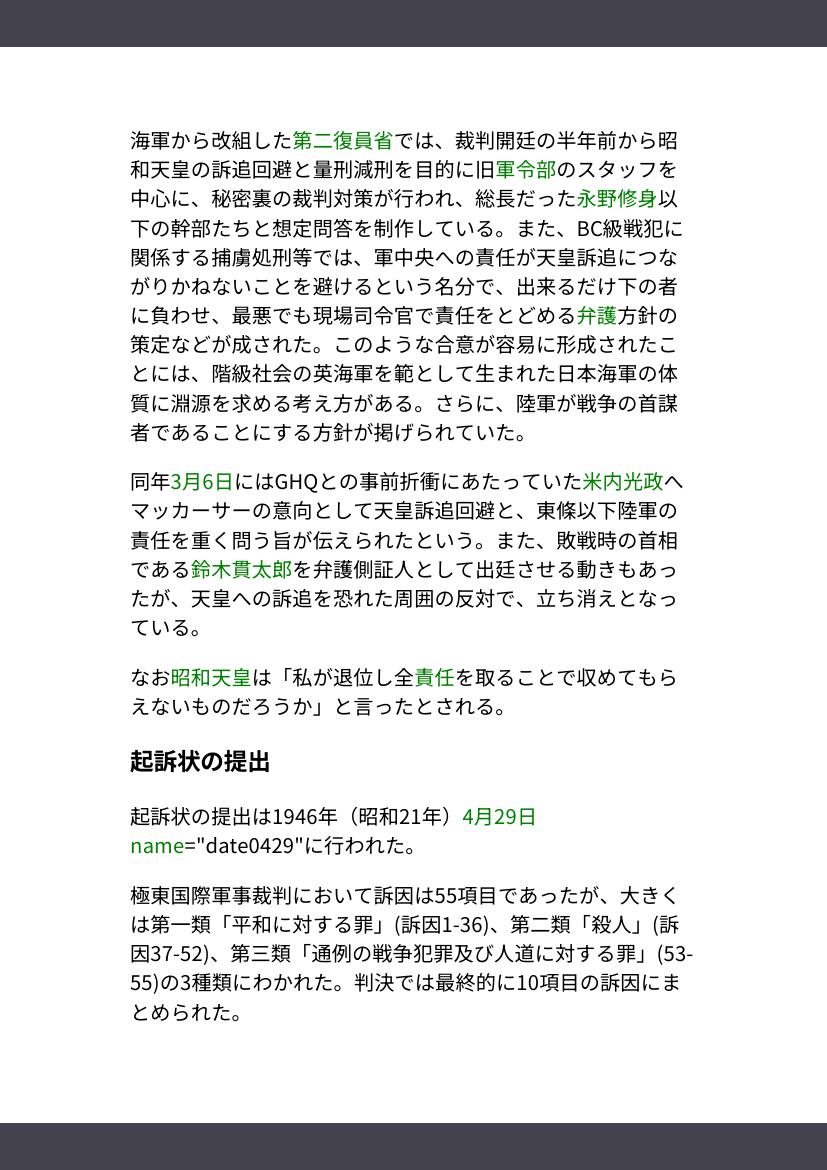 海軍から改組した第二復員省では、裁判開廷の半年前から昭
和天皇の訴追回避と量刑減刑を目的に旧軍令部のスタッフを
中心に、秘密裏の裁判対策が行われ、総長だった永野修身以
下の幹部たちと想定問答を制作している。また、BC級戦犯に
関係する捕虜処刑等では、軍中央への責任が天皇訴追につな
がりかねないことを避けるという名分で、出来るだけ下の者
に負わせ、最悪でも現場司令官で責任をとどめる弁護方針の
策定などが成された。このような合意が容易に形成されたこ
とには、階級社会の英海軍を範として生まれた日本海軍の体
質に淵源を求める考え方がある。さらに、陸軍が戦争の首謀
者であることにする方針が掲げられていた。
同年3月6日にはGHQとの事前折衝にあたっていた米内光政へ
マッカーサーの意向として天皇訴追回避と、東條以下陸軍の
責任を重く問う旨が伝えられたという。また、敗戦時の首相
である鈴木貫太郎を弁護側証人として出廷させる動きもあっ
たが、天皇への訴追を恐れた周囲の反対で、立ち消えとなっ
ている。
なお昭和天皇は「私が退位し全責任を取ることで収めてもら
えないものだろうか」と言ったとされる。
起訴状の提出
起訴状の提出は1946年（昭和21年）4月29日
name="date0429"に行われた。
極東国際軍事裁判において訴因は55項目であったが、大きく
は第一類「平和に対する罪」(訴因1-36)、第二類「殺人」(訴
因37-52)、第三類「通例の戦争犯罪及び人道に対する罪」(53-
55)の3種類にわかれた。判決では最終的に10項目の訴因にま
とめられた。